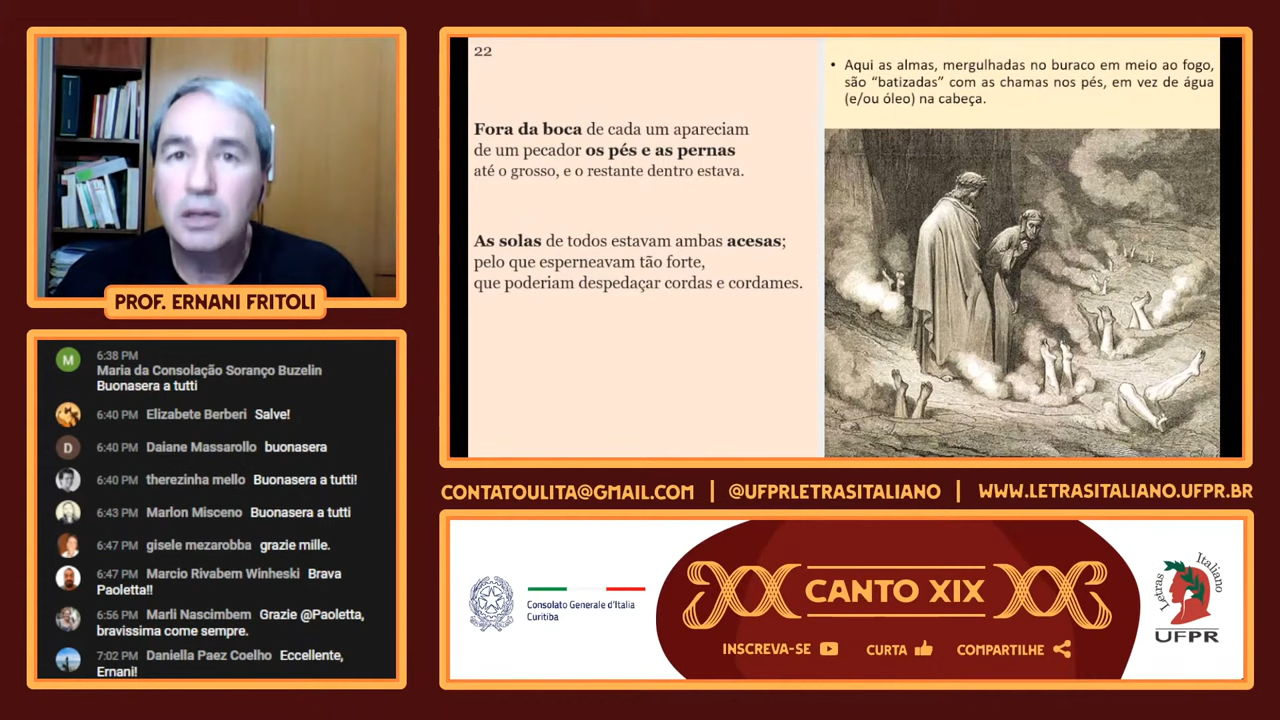 PROF. ERNANI FRITOLI
M
6:38 PM
Maria da Consolação Soranço Buzelin
Buonasera a tutti
6:40 PM Elizabete Berberi Salve!
D
6:40 PM Daiane Massarollo buonasera
6:40 PM therezinha mello Buonasera a tutti!
6:43 PM Marlon Misceno Buonasera a tutti
6:47 PM gisele mezarobba grazie mille.
6:47 PM Marcio Rivabem Winheski Brava
Paoletta!!
6:56 PM Marli Nascimbem Grazie @Paoletta,
bravissima come sempre.
7:02 PM Daniella Paez Coelho Eccellente,
Ernani!
22
Fora da boca de cada um apareciam
de um pecador os pés e as pernas
até o grosso, e o restante dentro estava.
As solas de todos estavam ambas acesas;
pelo que esperneavam tão forte,
que poderiam despedaçar cordas e cordames.
• Aqui as almas, mergulhadas no buraco em meio ao fogo,
são “batizadas” com as chamas nos pés, em vez de água
(e/ou óleo) na cabeça.
CONTATOULITA@GMAIL.COM | @UFPRLETRASITALIANO | WWW.LETRASITALIANO.UFPR.BR
Consolato Generale d'Italia
Curitiba
CANTO XIX
INSCREVA-SE CURTA COMPARTILHE
Letras Italiano
UFPR